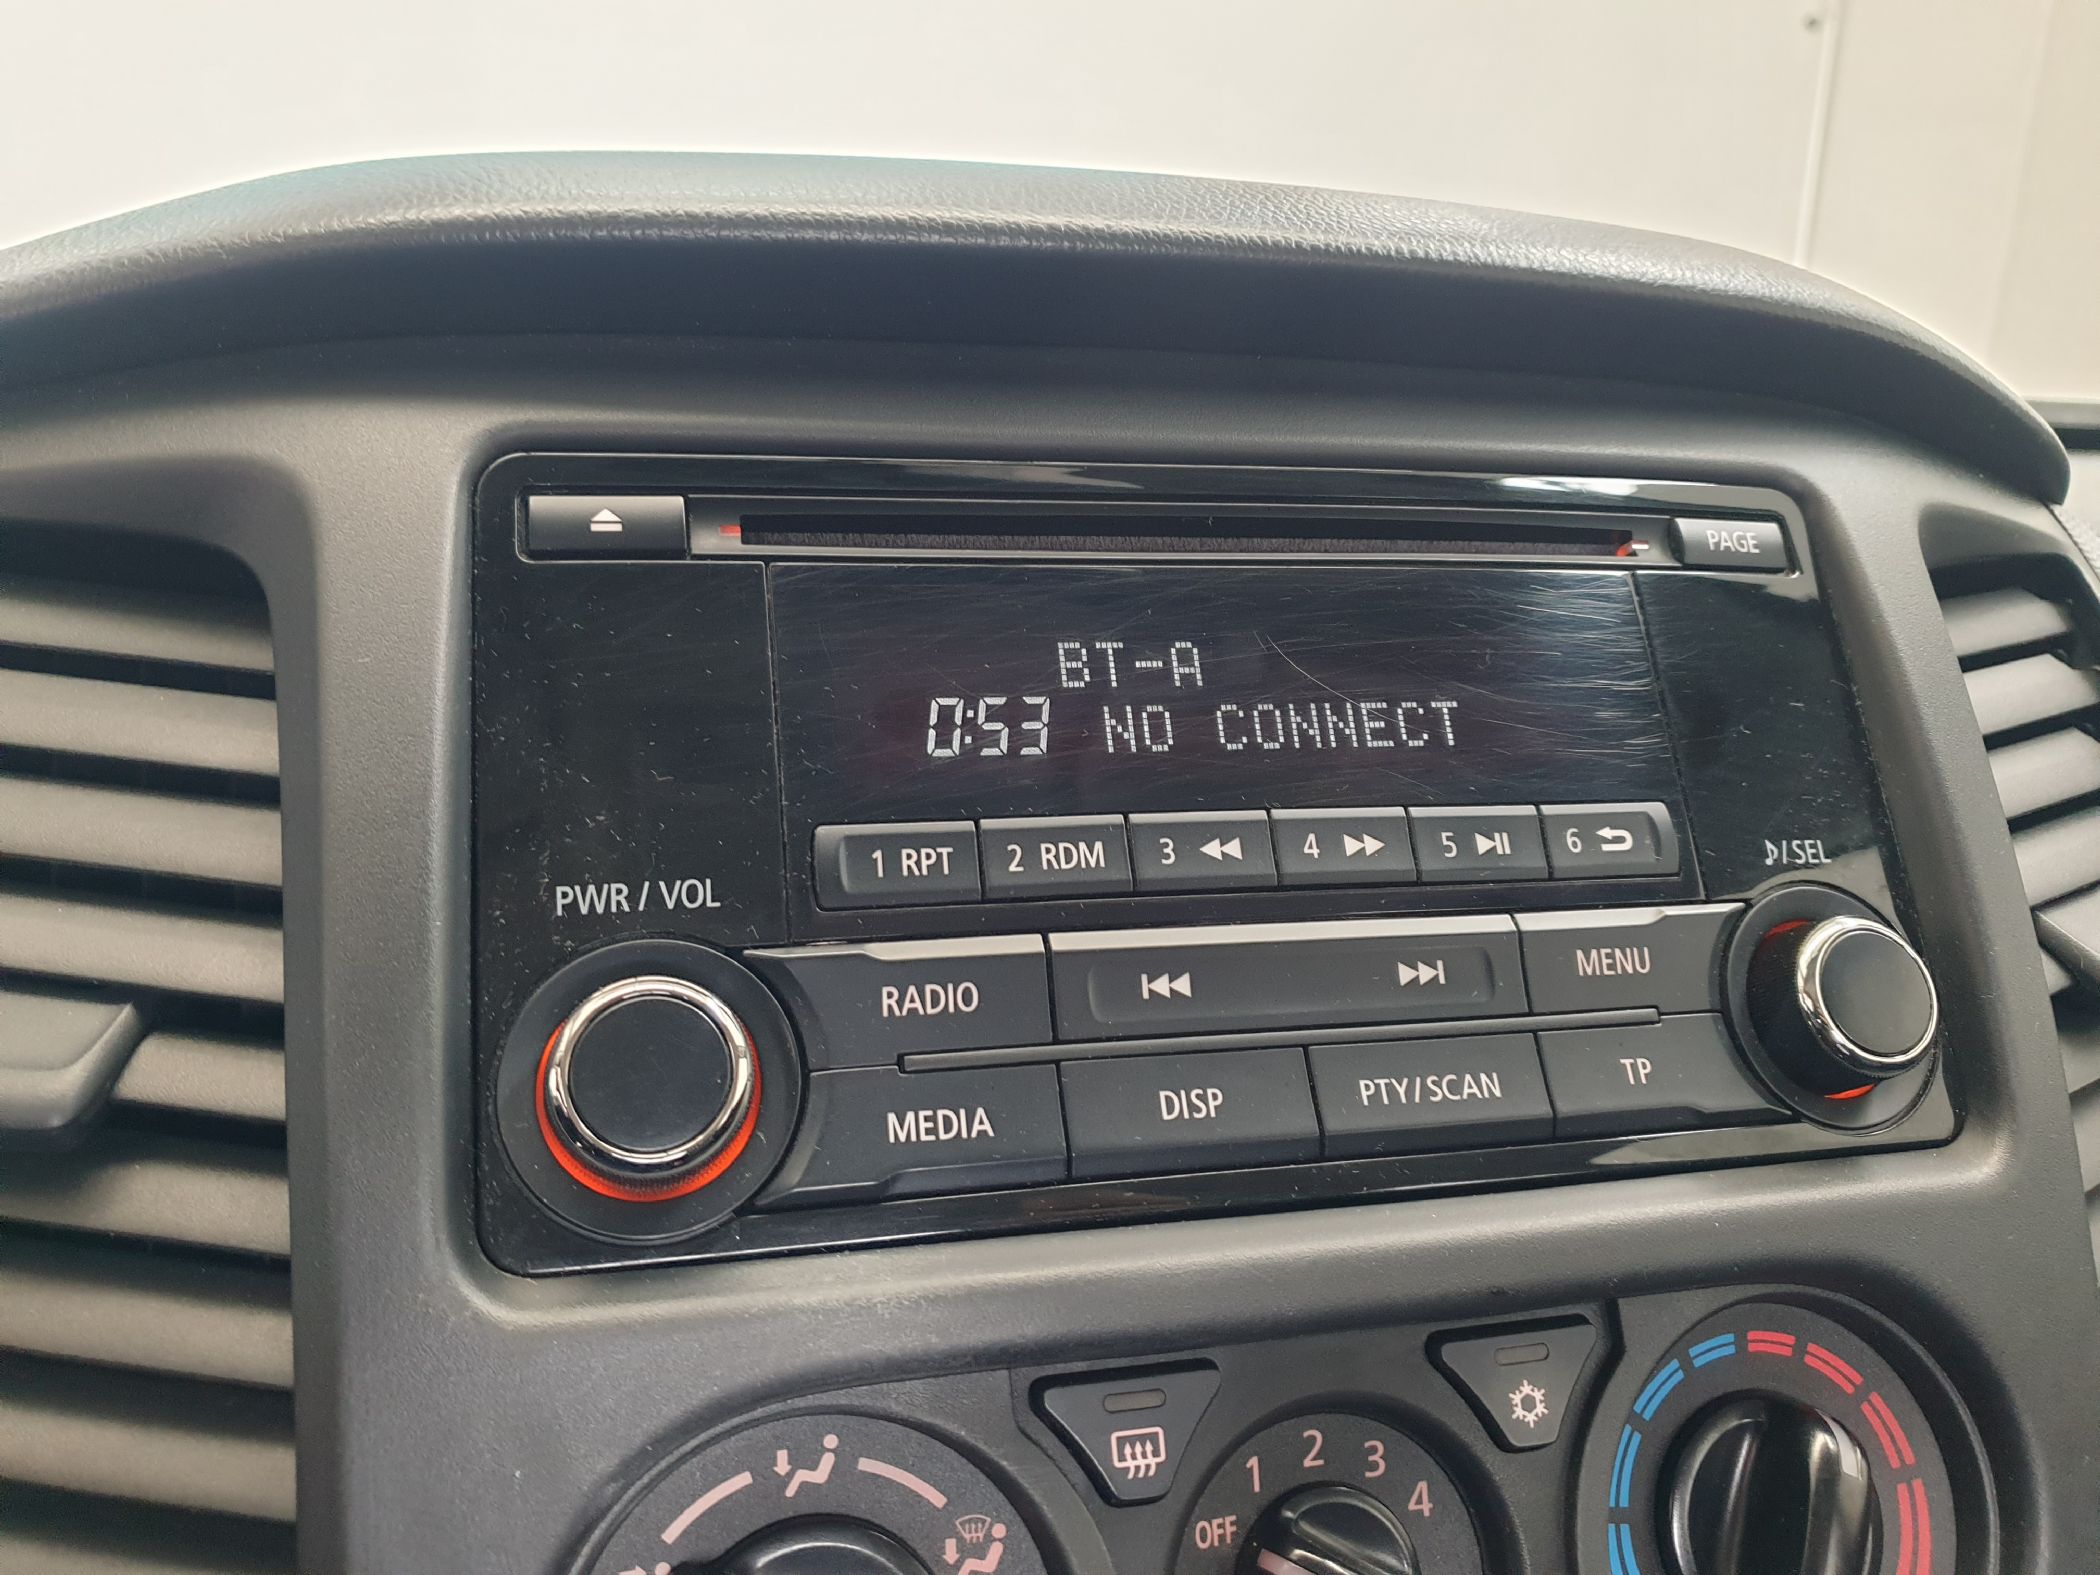 PAGE
BT-A
0:53 NO CONNECT
1 RPT 2 RDM 3 4 5 6
PWR / VOL
/SEL
RADIO
MENU
MEDIA DISP PTY/SCAN TP
OFF 1 2 3 4